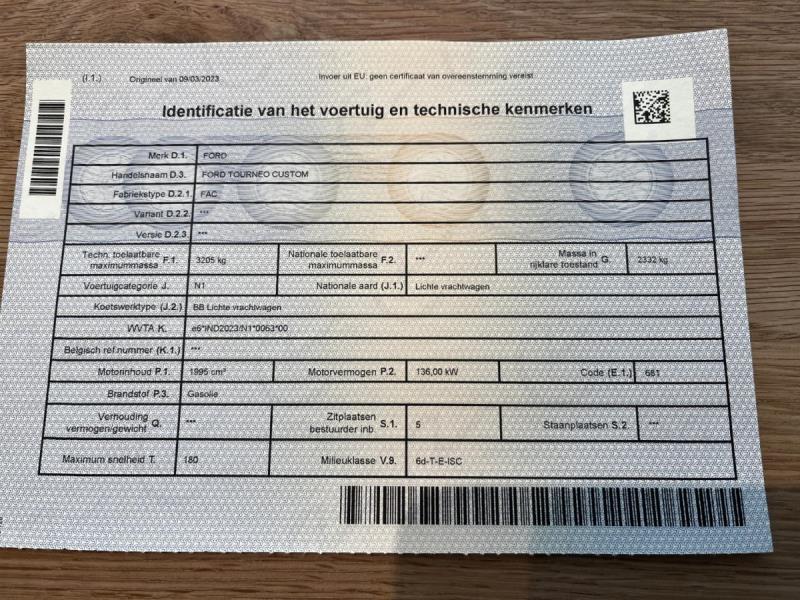 (I.1.) Origineel van 09/03/2023 Invoer uit EU: geen certificaat van overeenstemming vereist
Identificatie van het voertuig en technische kenmerken
Merk D.1. FORD
Handelsnaam D.3. FORD TOURNEO CUSTOM
Fabriekstype D.2.1. FAC
Variant D.2.2. ***
Versie D.2.3. ***
Techn. toelaatbare maximummassa F.1. 3205 kg Nationale toelaatbare maximummassa F.2. *** Massa in rijklare toestand G. 2332 kg
Voertuigcategorie J. N1 Nationale aard (J.1.) Lichte vrachtwagen
Koetswerktype (J.2.) BB Lichte vrachtwagen
WVTA K. e6*IND2023/N1*0063*00
Belgisch ref.nummer (K.1.) ***
Motorinhoud P.1. 1995 cm³ Motorvermogen P.2. 136,00 kW Code (E.1.) 681
Brandstof P.3. Gasolie
Verhouding vermogen/gewicht Q. *** Zitplaatsen bestuurder inb. S.1. 5 Staanplaatsen S.2. ***
Maximum snelheid T. 180 Milieuklasse V.9. 6d-T-E-ISC